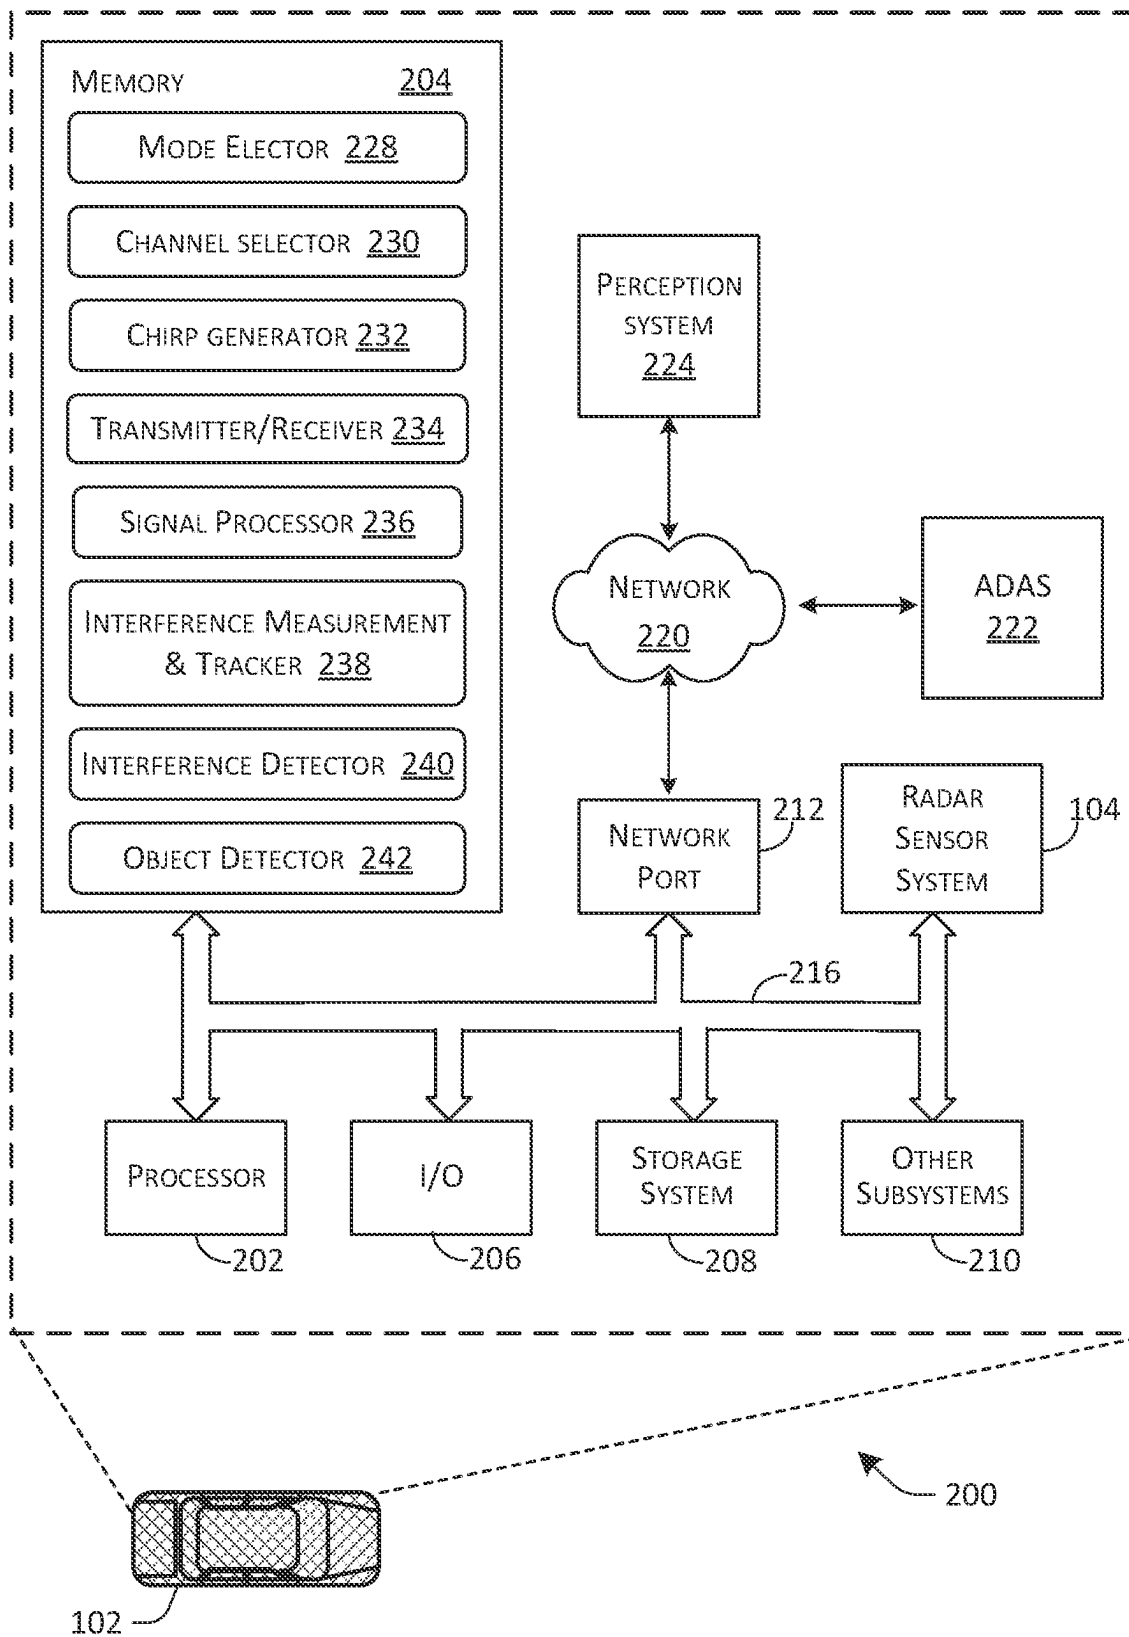 MEMORY 204
MODE ELECTOR 228
CHANNEL SELECTOR 230
CHIRP GENERATOR 232
TRANSMITTER/RECEIVER 234
SIGNAL PROCESSOR 236
INTERFERENCE MEASUREMENT
& TRACKER 238
INTERFERENCE DETECTOR 240
OBJECT DETECTOR 242
PERCEPTION
SYSTEM
224
NETWORK
220
ADAS
222
NETWORK
PORT
212
RADAR
SENSOR
SYSTEM
104
216
PROCESSOR
202
I/O
206
STORAGE
SYSTEM
208
OTHER
SUBSYSTEMS
210
200
102